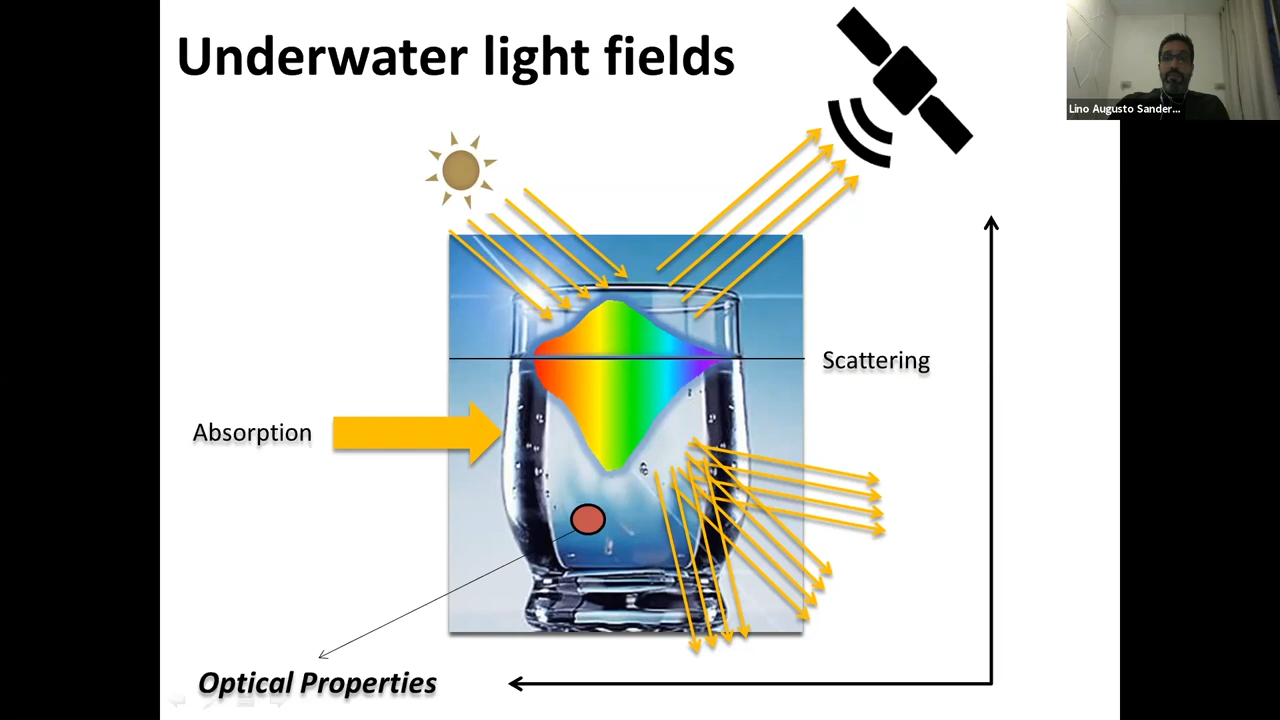 Underwater light fields
Lino Augusto Sander...
Scattering
Absorption
Optical Properties